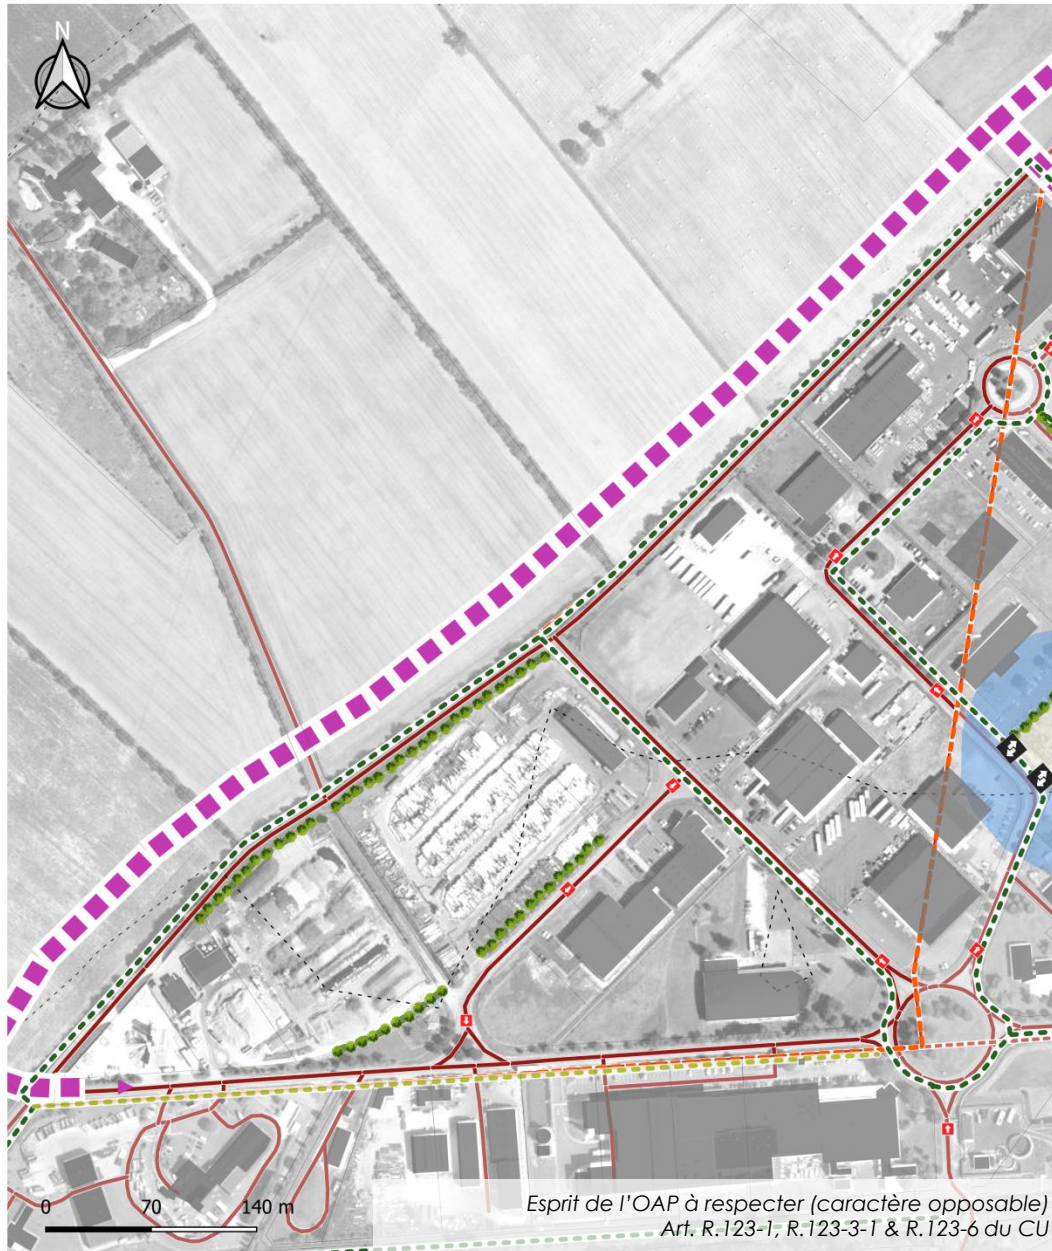 N
0 70 140 m
Esprit de l'OAP à respecter (caractère opposable)
Art. R.123-1, R.123-3-1 & R.123-6 du CU